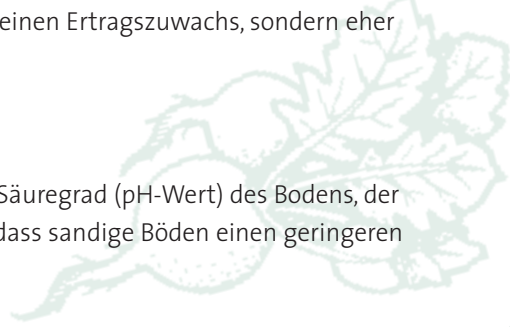 einen Ertragszuwachs, sondern eher
Säuregrad (pH-Wert) des Bodens, der
dass sandige Böden einen geringeren